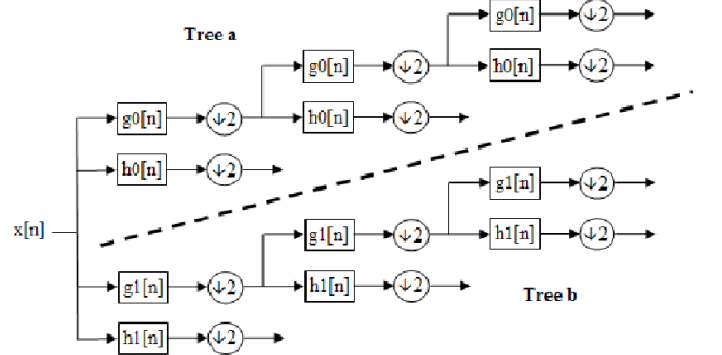 g0[n] ↓2
Tree a
g0[n] ↓2 h0[n] ↓2
g0[n] ↓2 h0[n] ↓2
h0[n] ↓2
g1[n] ↓2
x[n] g1[n] ↓2 h1[n] ↓2
g1[n] ↓2 h1[n] ↓2 Tree b
h1[n] ↓2